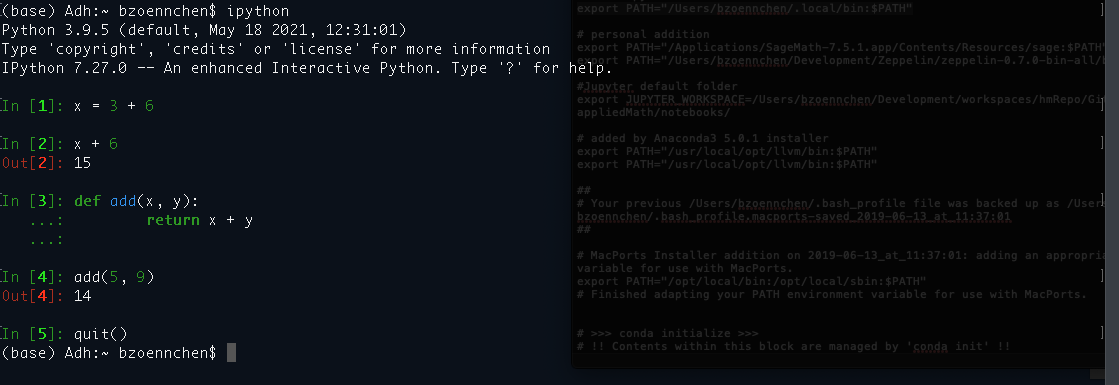 (base) Adh:~ bzoennchen$ ipython
Python 3.9.5 (default, May 18 2021, 12:31:01)
Type 'copyright', 'credits' or 'license' for more information
IPython 7.27.0 -- An enhanced Interactive Python. Type '?' for help.
In [1]: x = 3 + 6
In [2]: x + 6
Out[2]: 15
In [3]: def add(x, y):
...: return x + y
...:
In [4]: add(5, 9)
Out[4]: 14
In [5]: quit()
(base) Adh:~ bzoennchen$
export PATH="/Users/bzoennchen/.local/bin:$PATH"
# personal addition
export PATH="/Applications/SageMath-7.5.1.app/Contents/Resources/sage:$PATH"
export PATH="/Users/bzoennchen/Development/Zeppelin/zeppelin-0.7.0-bin-all/b
#Jupyter default folder
export JUPYTER_WORKSPACE=/Users/bzoennchen/Development/workspaces/hmRepo/Gi
appliedMath/notebooks/
# added by Anaconda3 5.0.1 installer
export PATH="/usr/local/opt/llvm/bin:$PATH"
export PATH="/usr/local/opt/llvm/bin:$PATH"
##
# Your previous /Users/bzoennchen/.bash_profile file was backed up as /User
bzoennchen/.bash_profile.macports-saved_2019-06-13_at_11:37:01
##
# MacPorts Installer addition on 2019-06-13_at_11:37:01: adding an appropria
variable for use with MacPorts.
export PATH="/opt/local/bin:/opt/local/sbin:$PATH"
# Finished adapting your PATH environment variable for use with MacPorts.
# >>> conda initialize >>>
# !! Contents within this block are managed by 'conda init' !!